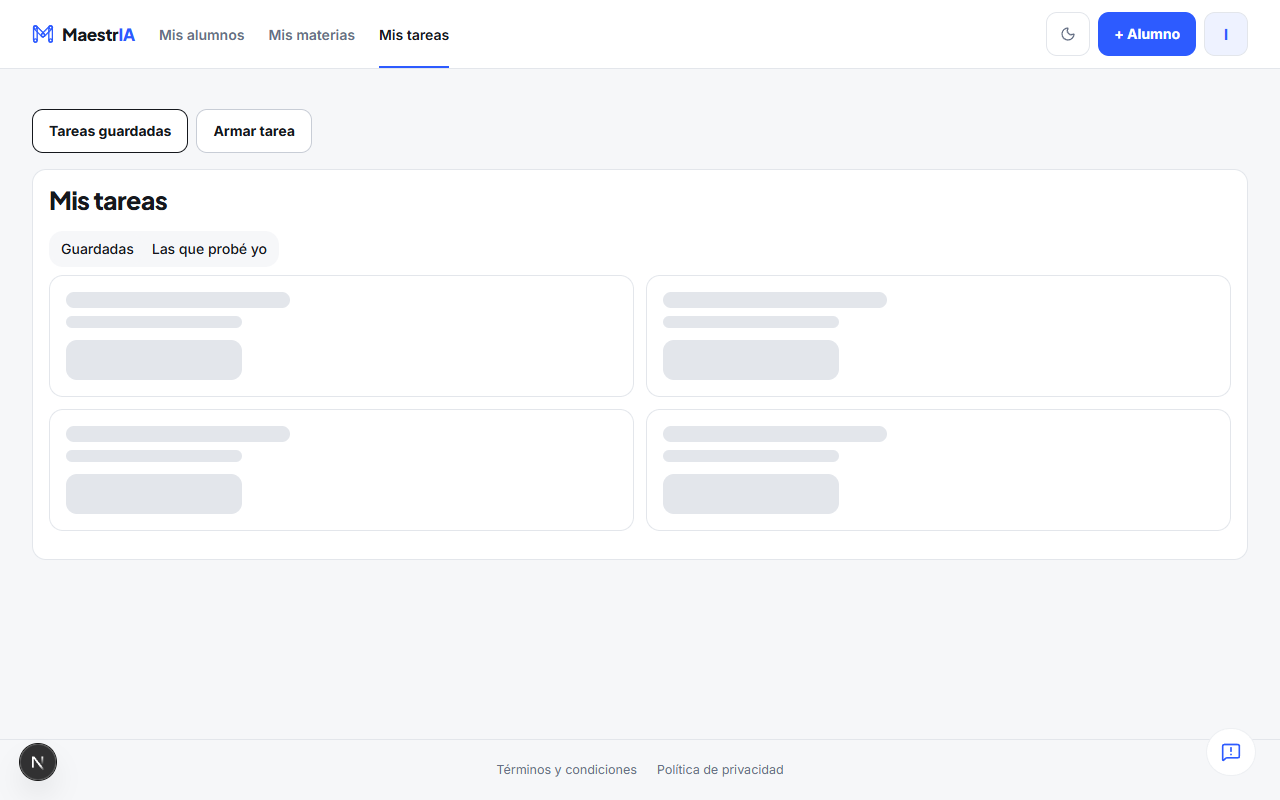 MaestrIA
Mis alumnos
Mis materias
Mis tareas
+ Alumno
I
Tareas guardadas
Armar tarea
Mis tareas
Guardadas
Las que probé yo
N
Términos y condiciones
Política de privacidad